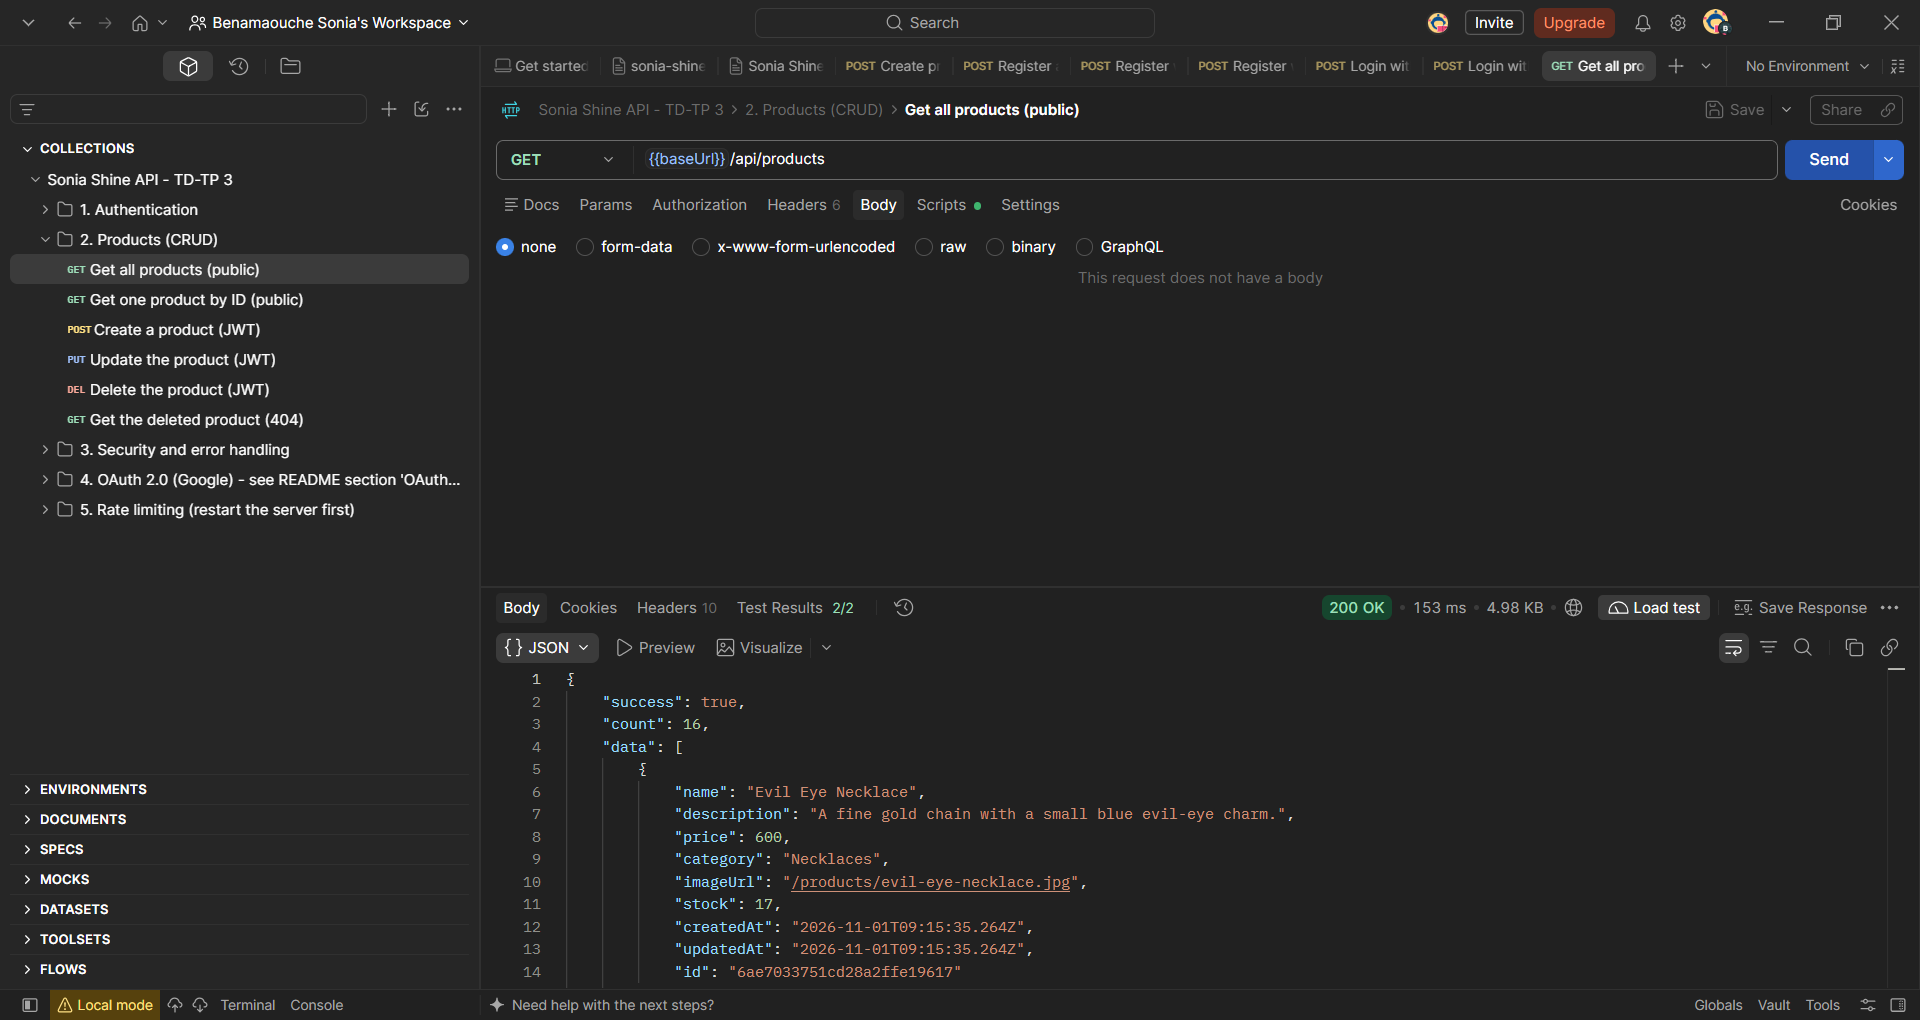 Benamaouche Sonia's Workspace
Search
Invite
Upgrade
Get started
sonia-shine
Sonia Shine
POST Create p
POST Register
POST Register
POST Register
POST Login wit
POST Login wit
GET Get all pro
No Environment
Sonia Shine API - TD-TP 3 > 2. Products (CRUD) > Get all products (public)
Save
Share
COLLECTIONS
Sonia Shine API - TD-TP 3
1. Authentication
2. Products (CRUD)
GET Get all products (public)
GET Get one product by ID (public)
POST Create a product (JWT)
PUT Update the product (JWT)
DEL Delete the product (JWT)
GET Get the deleted product (404)
3. Security and error handling
4. OAuth 2.0 (Google) - see README section 'OAuth...
5. Rate limiting (restart the server first)
ENVIRONMENTS
DOCUMENTS
SPECS
MOCKS
DATASETS
TOOLSETS
FLOWS
GET
{{baseUrl}} /api/products
Send
Docs
Params
Authorization
Headers 6
Body
Scripts
Settings
Cookies
none
form-data
x-www-form-urlencoded
raw
binary
GraphQL
This request does not have a body
Body
Cookies
Headers 10
Test Results 2/2
200 OK
153 ms
4.98 KB
Load test
e.g. Save Response
{} JSON
Preview
Visualize
1 {
2 "success": true,
3 "count": 16,
4 "data": [
5 {
6 "name": "Evil Eye Necklace",
7 "description": "A fine gold chain with a small blue evil-eye charm.",
8 "price": 600,
9 "category": "Necklaces",
10 "imageUrl": "/products/evil-eye-necklace.jpg",
11 "stock": 17,
12 "createdAt": "2026-11-01T09:15:35.264Z",
13 "updatedAt": "2026-11-01T09:15:35.264Z",
14 "id": "6ae7033751cd28a2ffe19617"
Local mode
Terminal
Console
Need help with the next steps?
Globals
Vault
Tools